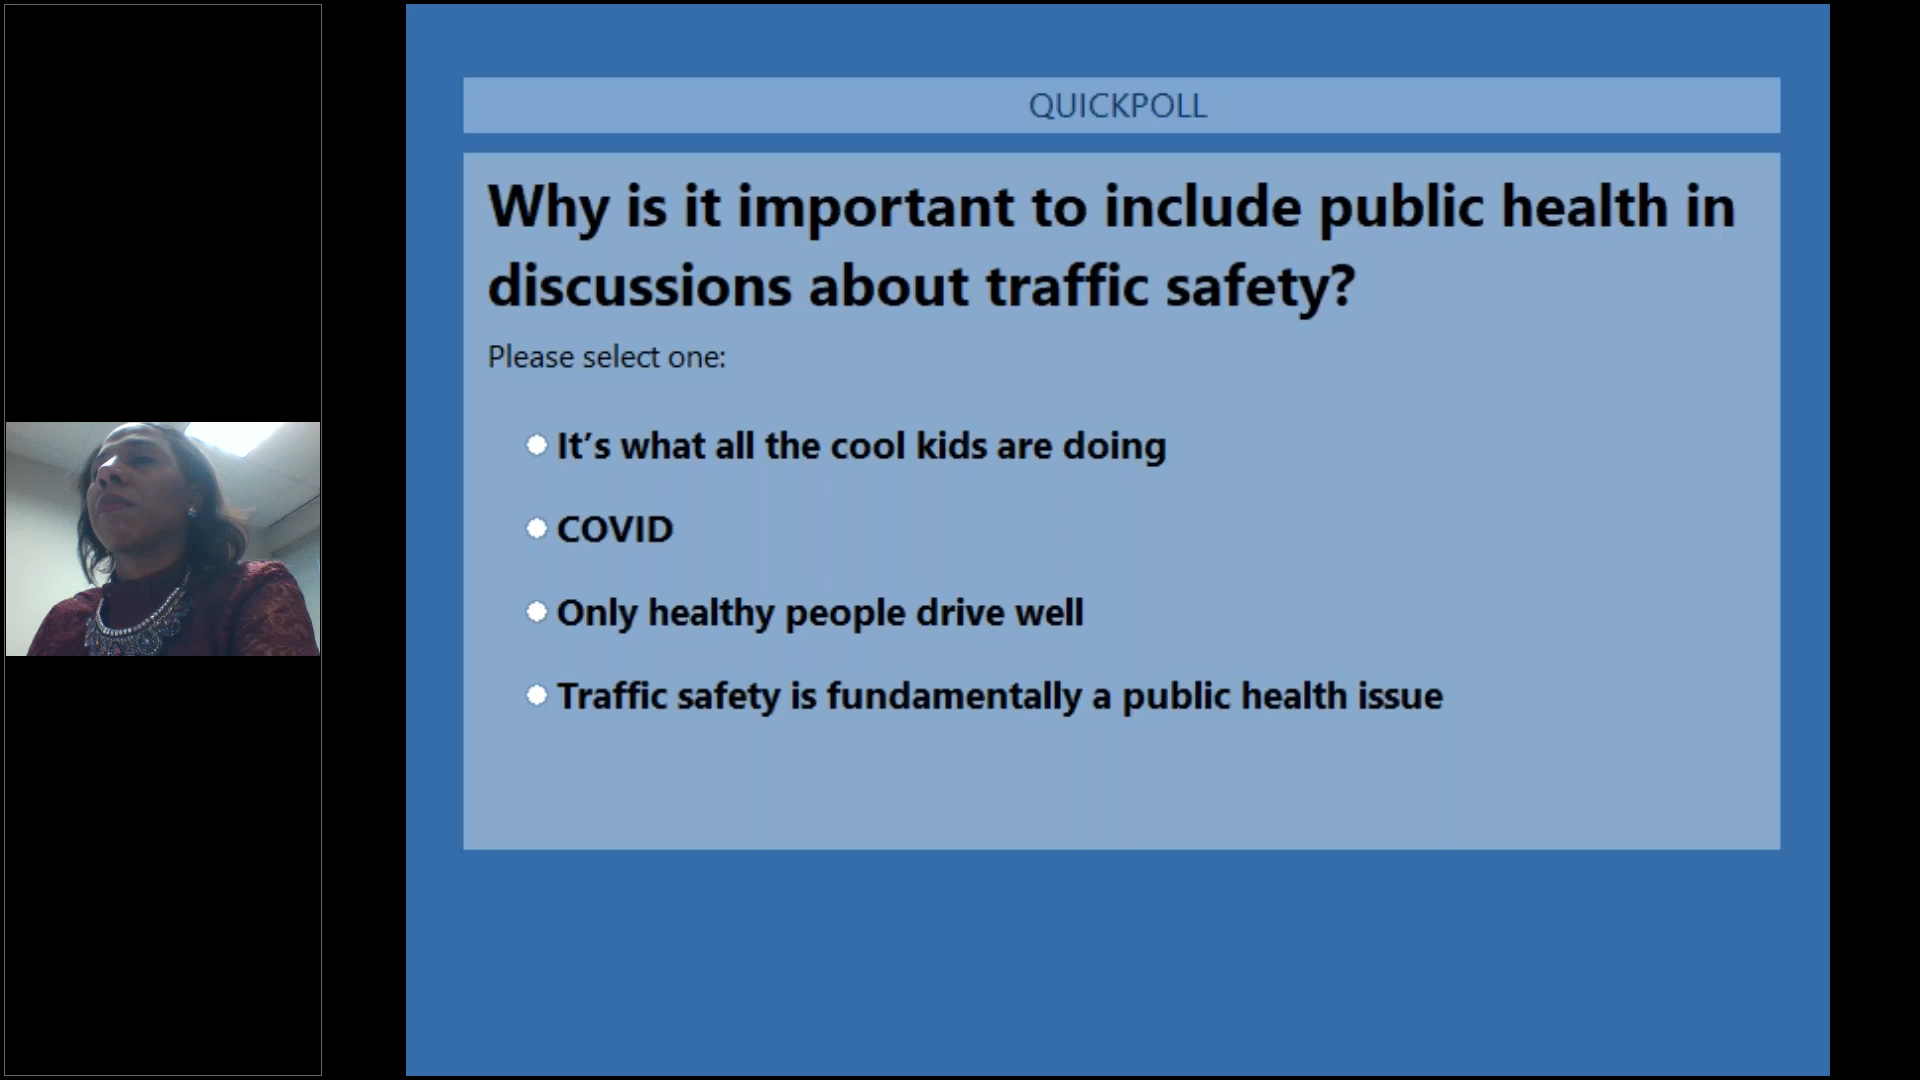 QUICKPOLL
Why is it important to include public health in
discussions about traffic safety?
Please select one:
It’s what all the cool kids are doing
COVID
Only healthy people drive well
Traffic safety is fundamentally a public health issue